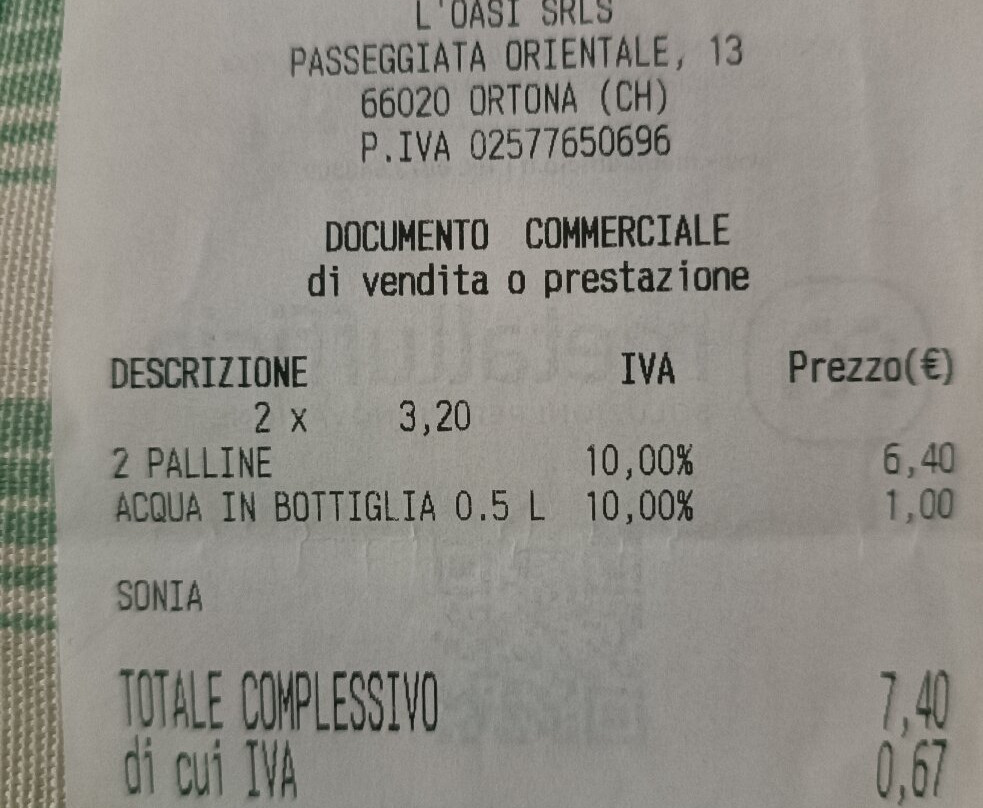 L'OASI SRLS
PASSEGGIATA ORIENTALE, 13
66020 ORTONA (CH)
P.IVA 02577650696
DOCUMENTO COMMERCIALE
di vendita o prestazione
DESCRIZIONE IVA Prezzo(€)
2 x 3,20
2 PALLINE 10,00% 6,40
ACQUA IN BOTTIGLIA 0.5 L 10,00% 1,00
SONIA
TOTALE COMPLESSIVO 7,40
di cui IVA 0,67